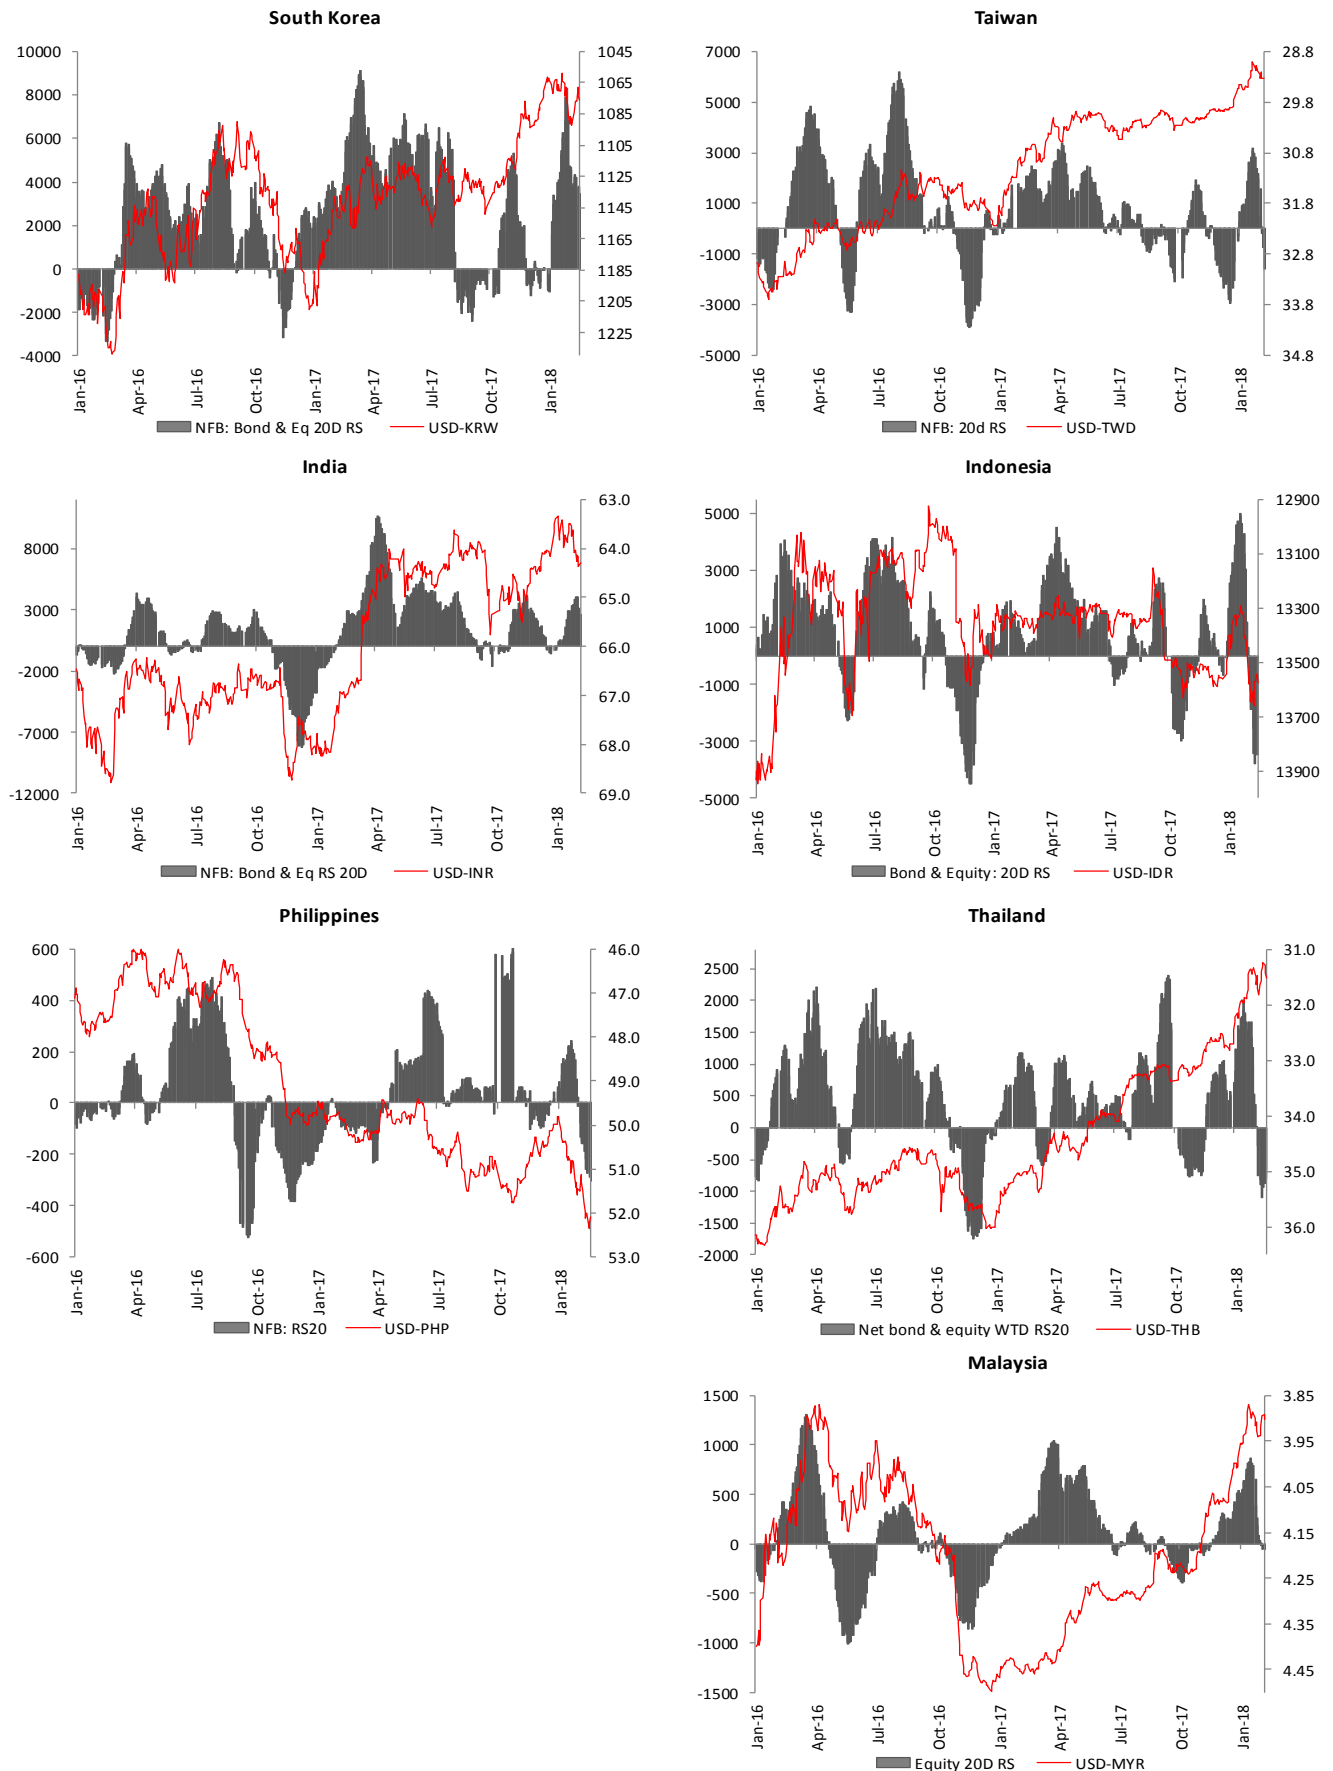 South Korea
10000
8000
6000
4000
2000
0
-2000
-4000
1045
1065
1085
1105
1125
1145
1165
1185
1205
1225
Jan-16
Apr-16
Jul-16
Oct-16
Jan-17
Apr-17
Jul-17
Oct-17
Jan-18
NFB: Bond & Eq 20D RS USD-KRW
Taiwan
7000
5000
3000
1000
-1000
-3000
-5000
28.8
29.8
30.8
31.8
32.8
33.8
34.8
Jan-16
Apr-16
Jul-16
Oct-16
Jan-17
Apr-17
Jul-17
Oct-17
Jan-18
NFB: 20d RS USD-TWD
India
8000
3000
-2000
-7000
-12000
63.0
64.0
65.0
66.0
67.0
68.0
69.0
Jan-16
Apr-16
Jul-16
Oct-16
Jan-17
Apr-17
Jul-17
Oct-17
Jan-18
NFB: Bond & Eq RS 20D USD-INR
Indonesia
5000
3000
1000
-1000
-3000
-5000
12900
13100
13300
13500
13700
13900
Jan-16
Apr-16
Jul-16
Oct-16
Jan-17
Apr-17
Jul-17
Oct-17
Jan-18
Bond & Equity: 20D RS USD-IDR
Philippines
600
400
200
0
-200
-400
-600
46.0
47.0
48.0
49.0
50.0
51.0
52.0
53.0
Jan-16
Apr-16
Jul-16
Oct-16
Jan-17
Apr-17
Jul-17
Oct-17
Jan-18
NFB: RS20 USD-PHP
Thailand
2500
2000
1500
1000
500
0
-500
-1000
-1500
-2000
31.0
32.0
33.0
34.0
35.0
36.0
Jan-16
Apr-16
Jul-16
Oct-16
Jan-17
Apr-17
Jul-17
Oct-17
Jan-18
Net bond & equity WTD RS20 USD-THB
Malaysia
1500
1000
500
0
-500
-1000
-1500
3.85
3.95
4.05
4.15
4.25
4.35
4.45
Jan-16
Apr-16
Jul-16
Oct-16
Jan-17
Apr-17
Jul-17
Oct-17
Jan-18
Equity 20D RS USD-MYR